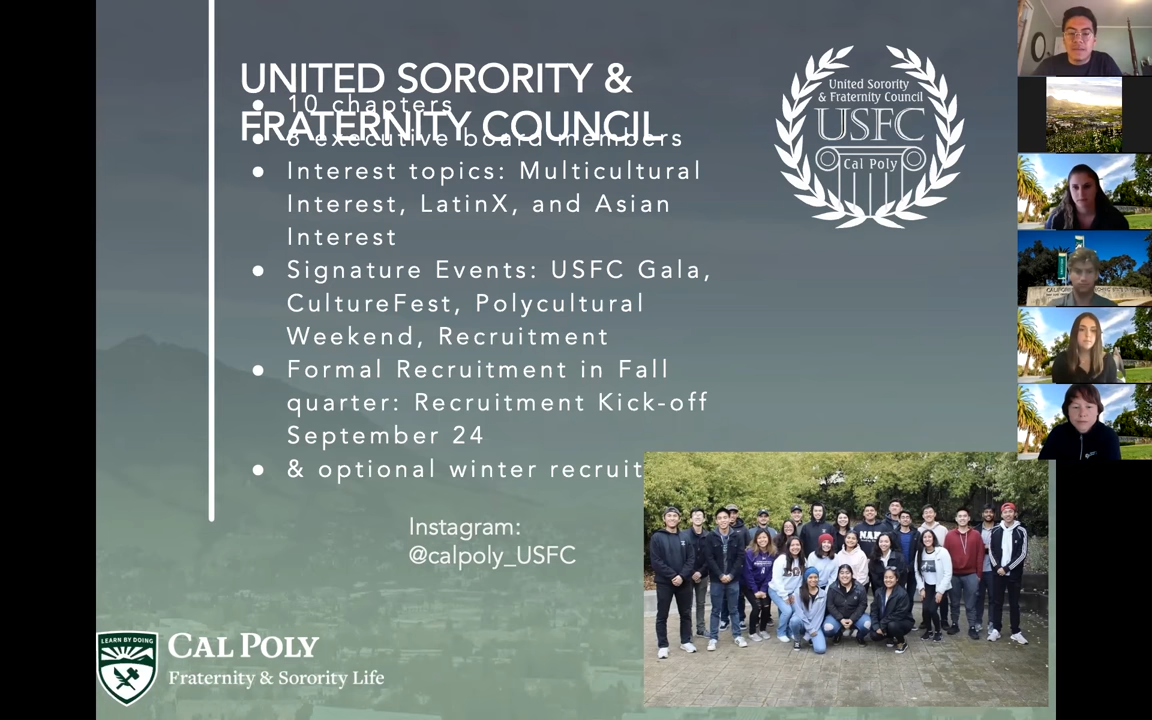 UNITED SORORITY &
● 10 chapters
FRATERNITY COUNCIL
executive board members
● Interest topics: Multicultural
Interest, LatinX, and Asian
Interest
● Signature Events: USFC Gala,
CultureFest, Polycultural
Weekend, Recruitment
● Formal Recruitment in Fall
quarter: Recruitment Kick-off
September 24
● & optional winter recruit
Instagram:
@calpoly_USFC
United Sorority
& Fraternity Council
USFC
Cal Poly
LEARN BY DOING
CAL POLY
Fraternity & Sorority Life